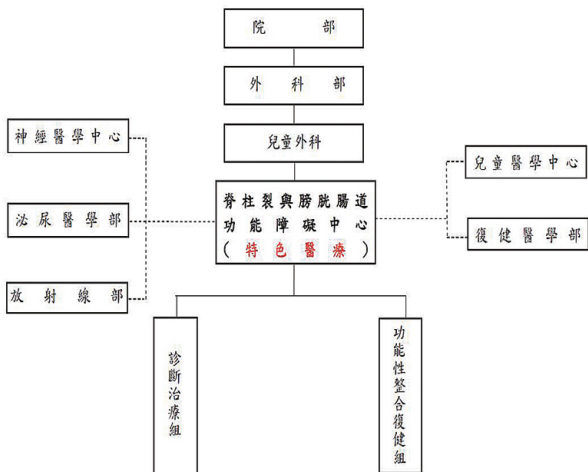 院部
外科部
兒童外科
神經醫學中心
兒童醫學中心
脊柱裂與膀胱腸道
功能障礙中心
(特色醫療)
泌尿醫學部
復健醫學部
放射線部
診斷治療組
功能性整合復健組